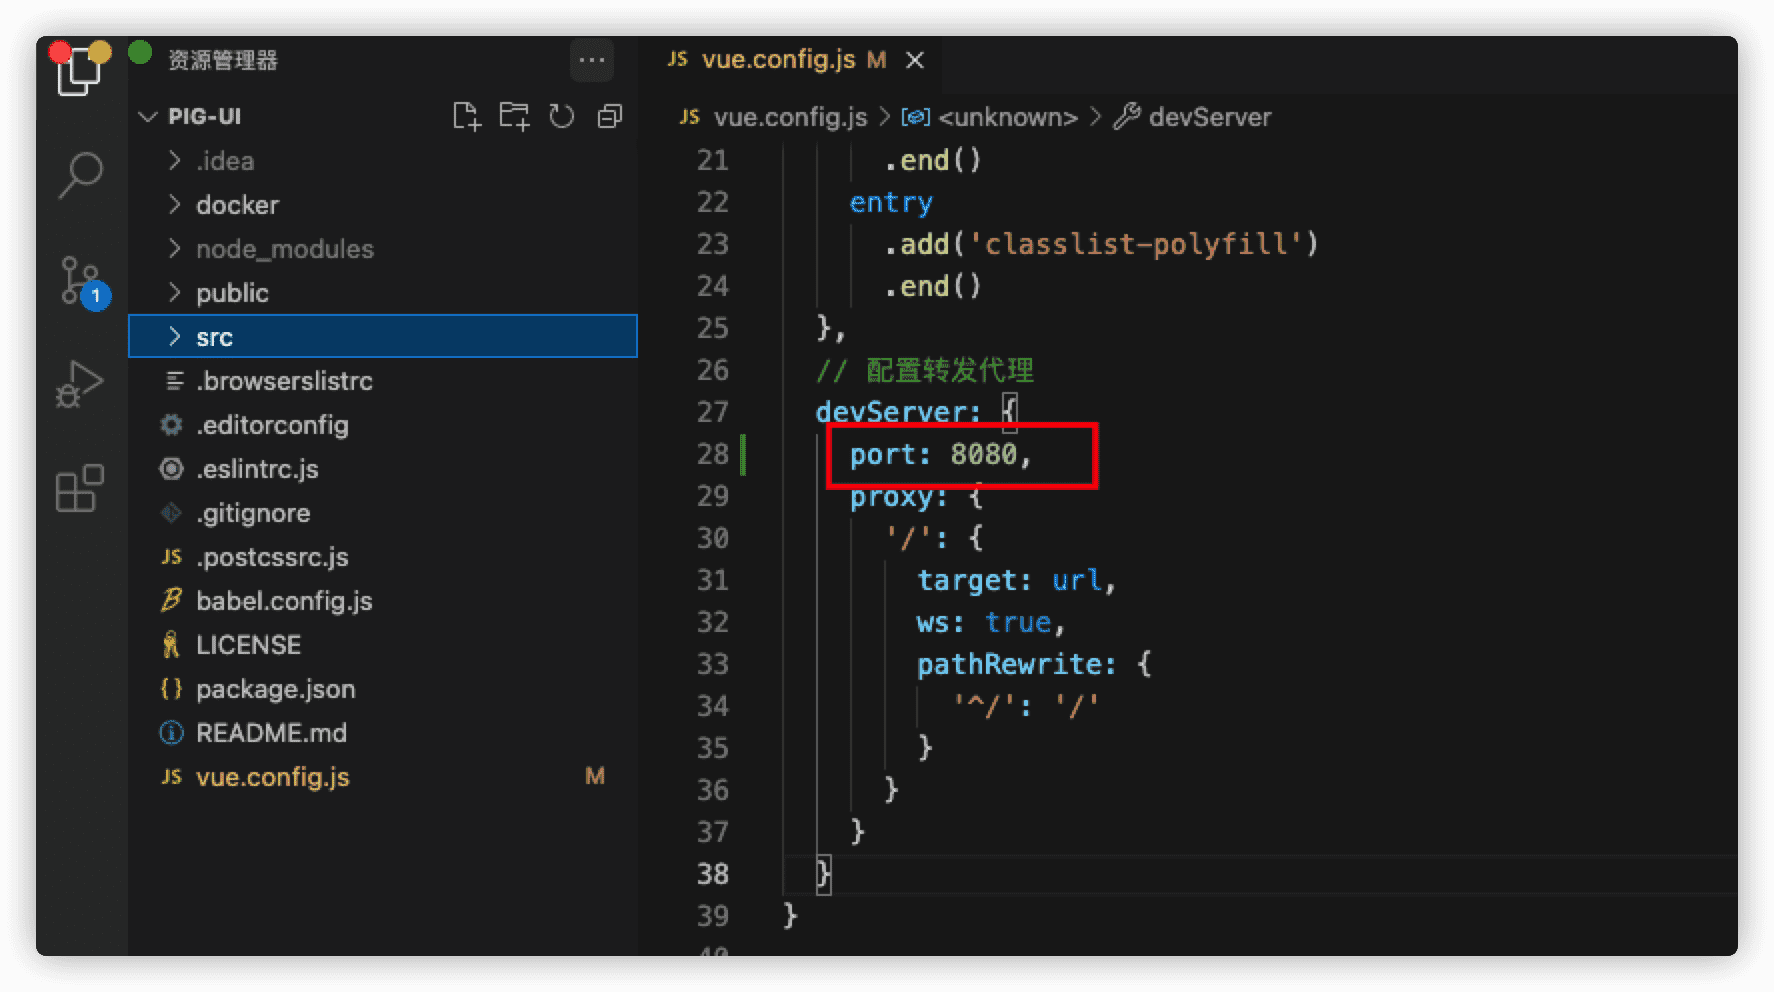 资源管理器
PIG-UI
.idea
docker
node_modules
public
1
src
.browserslistrc
.editorconfig
.eslintrc.js
.gitignore
JS .postcssrc.js
babel.config.js
LICENSE
{} package.json
README.md
JS vue.config.js M
JS vue.config.js M
JS vue.config.js > <unknown> > devServer
21 .end()
22 entry
23 .add('classlist-polyfill')
24 .end()
25 },
26 // 配置转发代理
27 devServer: {
28 port: 8080,
29 proxy: {
30 '/': {
31 target: url,
32 ws: true,
33 pathRewrite: {
34 '^/': '/'
35 }
36 }
37 }
38 }
39 }